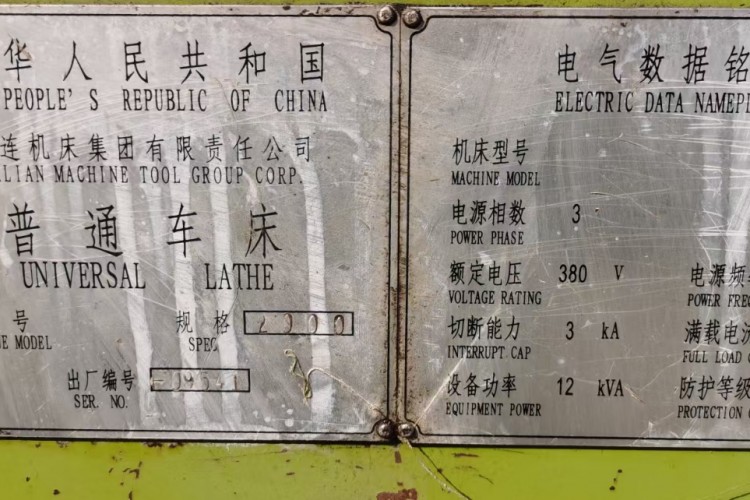 华人民共和国
PEOPLE'S REPUBLIC OF CHINA
连机床集团有限责任公司
LIAN MACHINE TOOL GROUP CORP.
普通车床
UNIVERSAL LATHE
号 规格 2000
NE MODEL SPEC
出厂编号
SER. NO.
电气数据铭
ELECTRIC DATA NAMEPL
机床型号
MACHINE MODEL
电源相数 3
POWER PHASE
额定电压 380 V 电源频率
VOLTAGE RATING POWER FREQ
切断能力 3 kA 满载电流
INTERRUPT CAP FULL LOAD C
设备功率 12 kVA 防护等级
EQUIPMENT POWER PROTECTION C